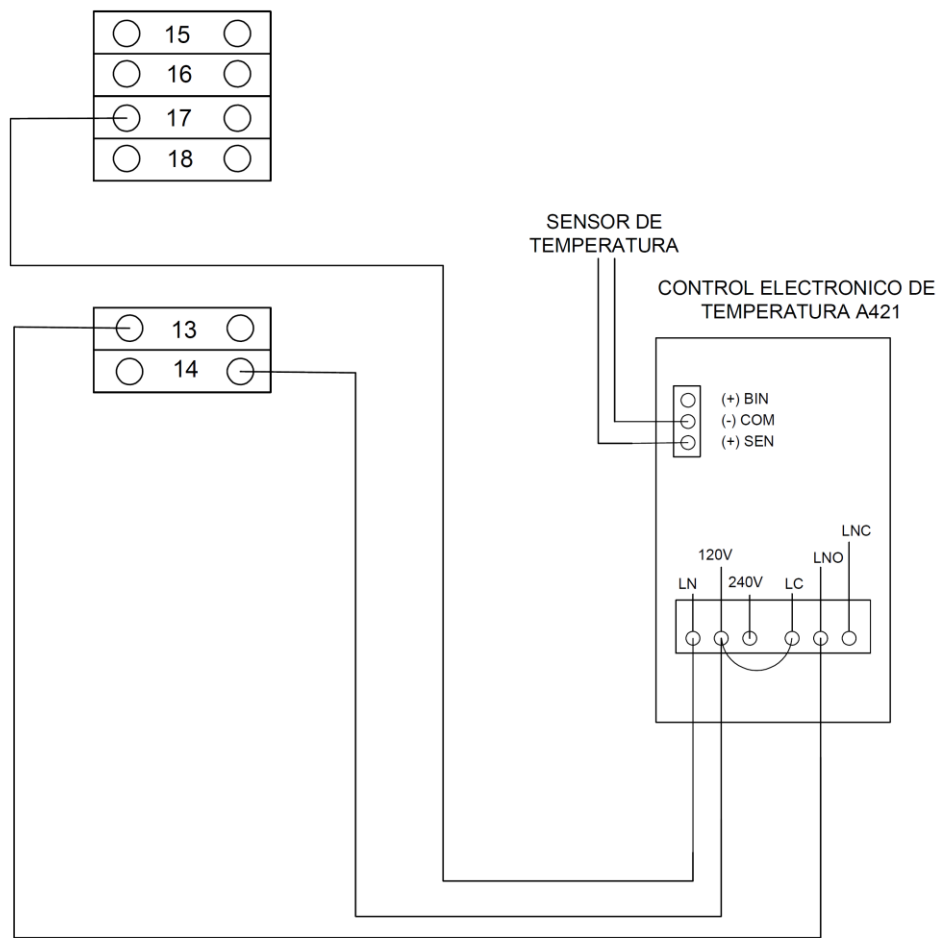 15
16
17
18
SENSOR DE
TEMPERATURA
CONTROL ELECTRONICO DE
TEMPERATURA A421
13
14
(+) BIN
(-) COM
(+) SEN
LNC
120V
LNO
LN
240V
LC